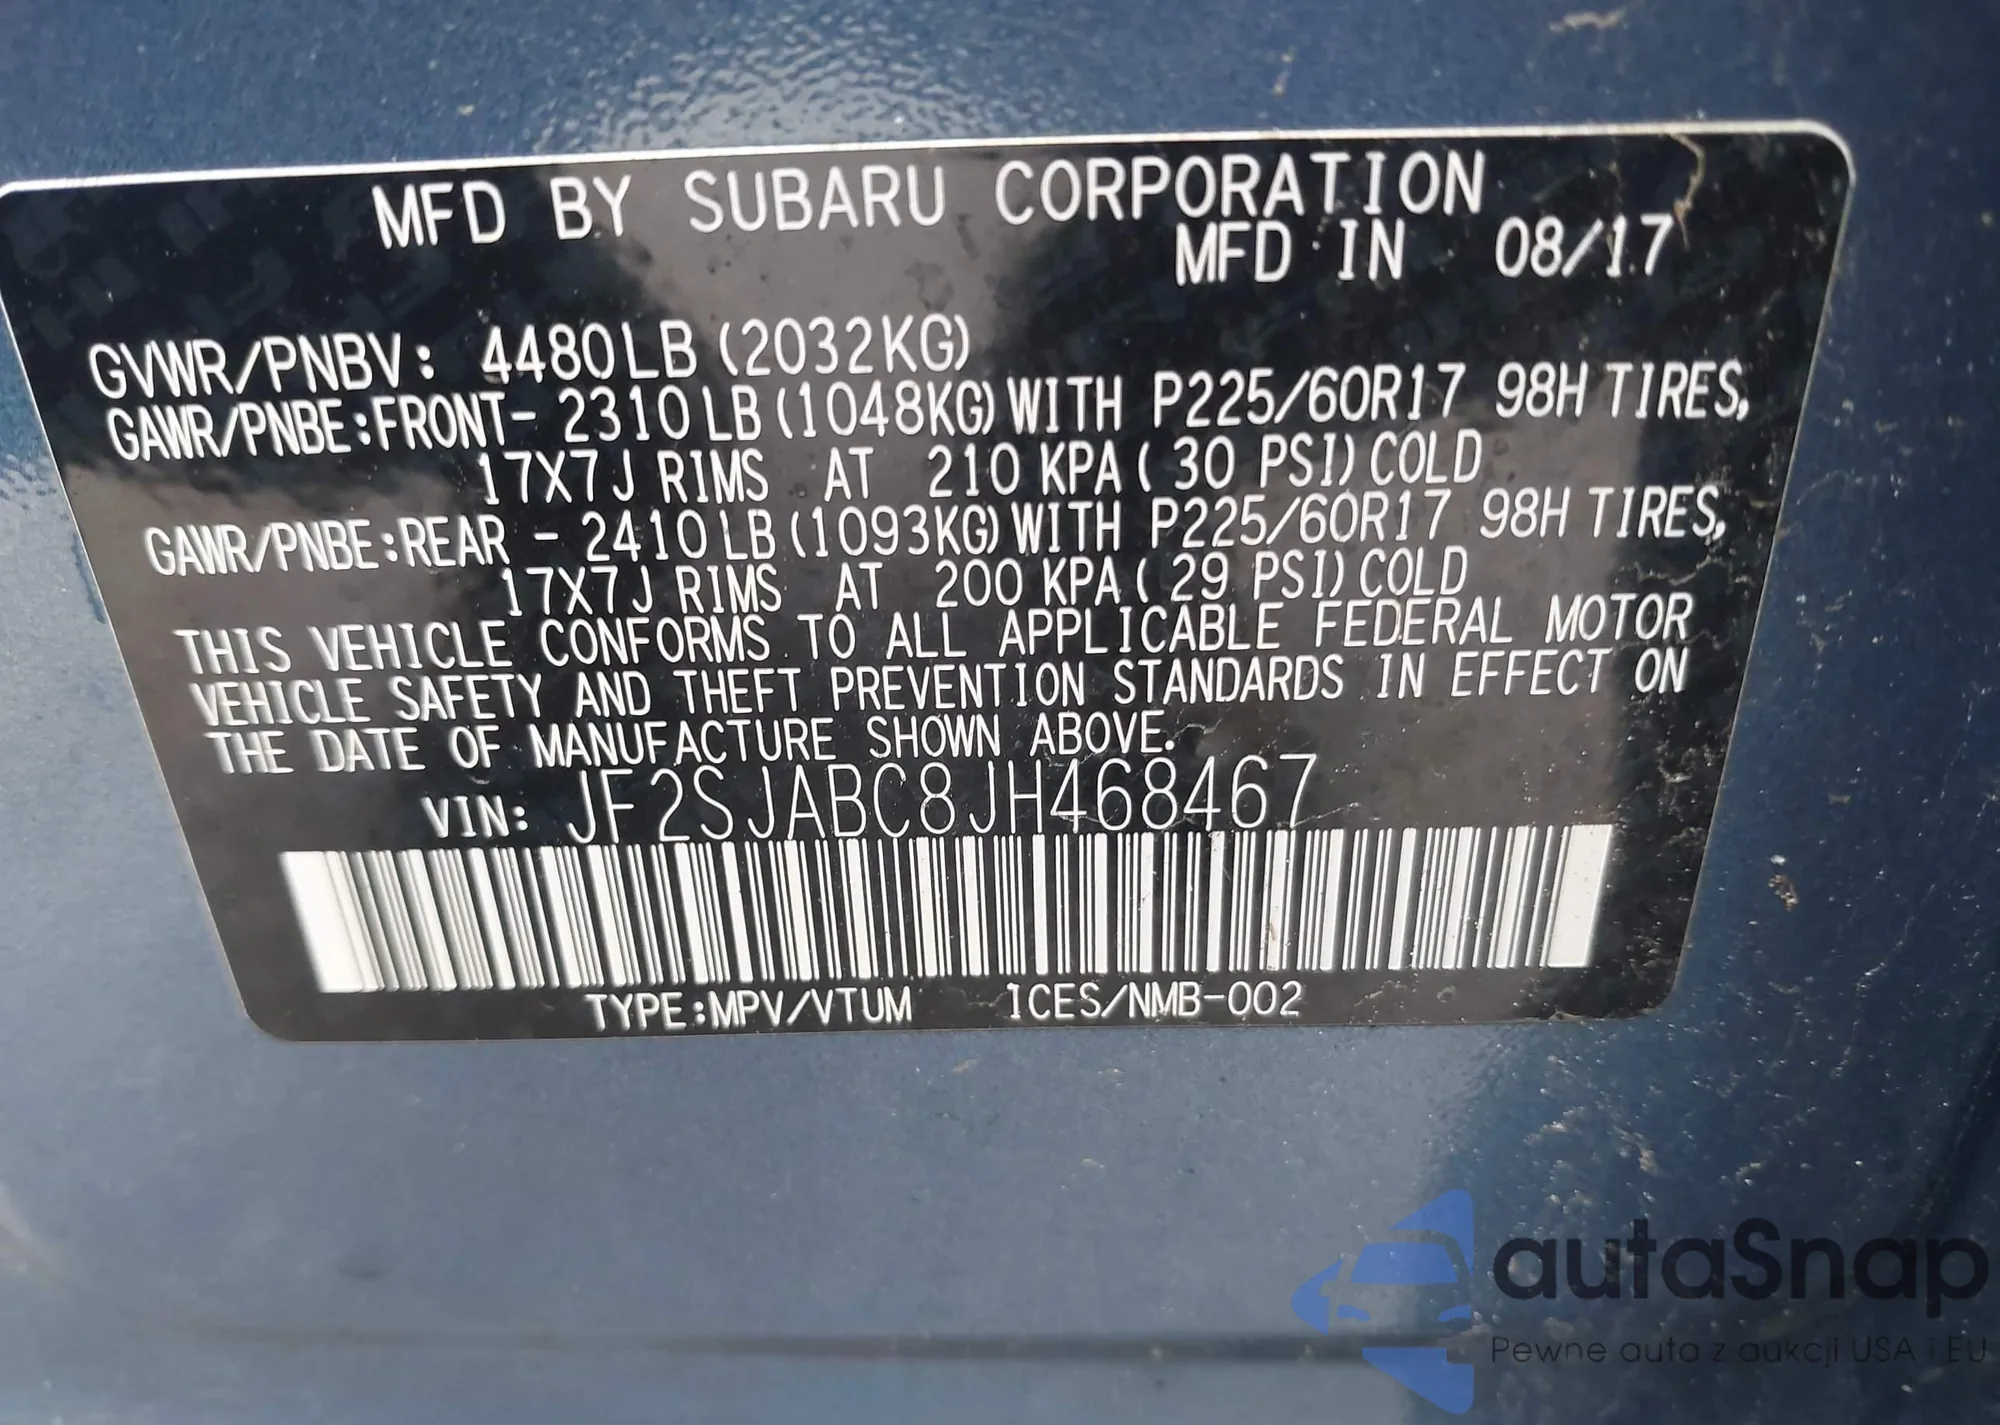 MFD BY SUBARU CORPORATION
MFD IN 08/17
GVWR/PNBV: 4480LB (2032KG)
GAWR/PNBE:FRONT- 2310LB(1048KG)WITH P225/60R17 98H TIRES,
17X7J RIMS AT 210 KPA( 30 PSI)COLD
GAWR/PNBE:REAR - 2410LB(1093KG)WITH P225/60R17 98H TIRES,
17X7J RIMS AT 200 KPA( 29 PSI)COLD
THIS VEHICLE CONFORMS TO ALL APPLICABLE FEDERAL MOTOR
VEHICLE SAFETY AND THEFT PREVENTION STANDARDS IN EFFECT ON
THE DATE OF MANUFACTURE SHOWN ABOVE.
VIN: JF2SJABC8JH468467
TYPE:MPV/VTUM ICES/NMB-002
autaSnap
Pewne auta z aukcji USA i EU